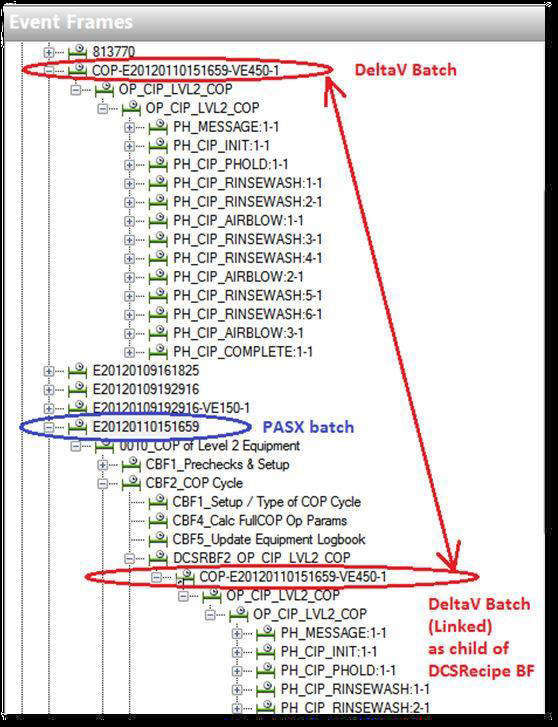 Event Frames
813770
COP-E20120110151659-VE450-1
DeltaV Batch
OP_CIP_LVL2_COP
OP_CIP_LVL2_COP
PH_MESSAGE:1-1
PH_CIP_INIT:1-1
PH_CIP_PHOLD:1-1
PH_CIP_RINSEWASH:1-1
PH_CIP_RINSEWASH:2-1
PH_CIP_AIRBLOW:1-1
PH_CIP_RINSEWASH:3-1
PH_CIP_RINSEWASH:4-1
PH_CIP_AIRBLOW:2-1
PH_CIP_RINSEWASH:5-1
PH_CIP_RINSEWASH:6-1
PH_CIP_AIRBLOW:3-1
PH_CIP_COMPLETE:1-1
E20120109161825
E20120109192916
E20120109192916-VE150-1
E20120110151659
PASX batch
0010_COP of Level 2 Equipment
CBF1_Prechecks & Setup
CBF2_COP Cycle
CBF1_Setup / Type of COP Cycle
CBF4_Calc FullCOP Op Params
CBF5_Update Equipment Logbook
DCSRBF2_OP_CIP_LVL2_COP
COP-E20120110151659-VE450-1
OP_CIP_LVL2_COP
OP_CIP_LVL2_COP
PH_MESSAGE:1-1
PH_CIP_INIT:1-1
PH_CIP_PHOLD:1-1
PH_CIP_RINSEWASH:1-1
PH_CIP_RINSEWASH:2-1
DeltaV Batch
(Linked)
as child of
DCSRecipe BF